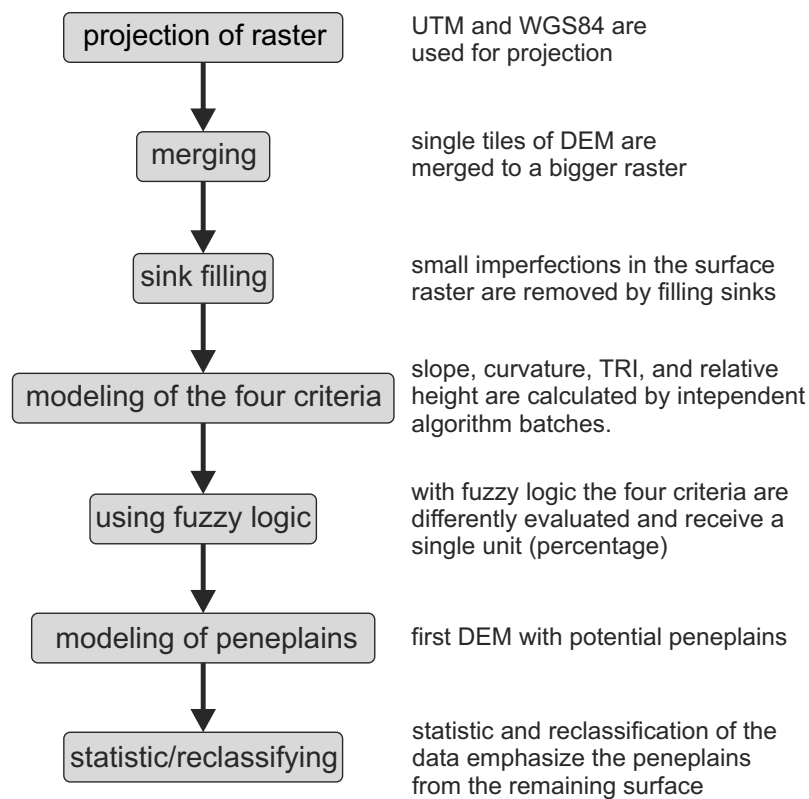 projection of raster
UTM and WGS84 are
used for projection
merging
single tiles of DEM are
merged to a bigger raster
sink filling
small imperfections in the surface
raster are removed by filling sinks
modeling of the four criteria
slope, curvature, TRI, and relative
height are calculated by intependent
algorithm batches.
using fuzzy logic
with fuzzy logic the four criteria are
differently evaluated and receive a
single unit (percentage)
modeling of peneplains
first DEM with potential peneplains
statistic/reclassifying
statistic and reclassification of the
data emphasize the peneplains
from the remaining surface